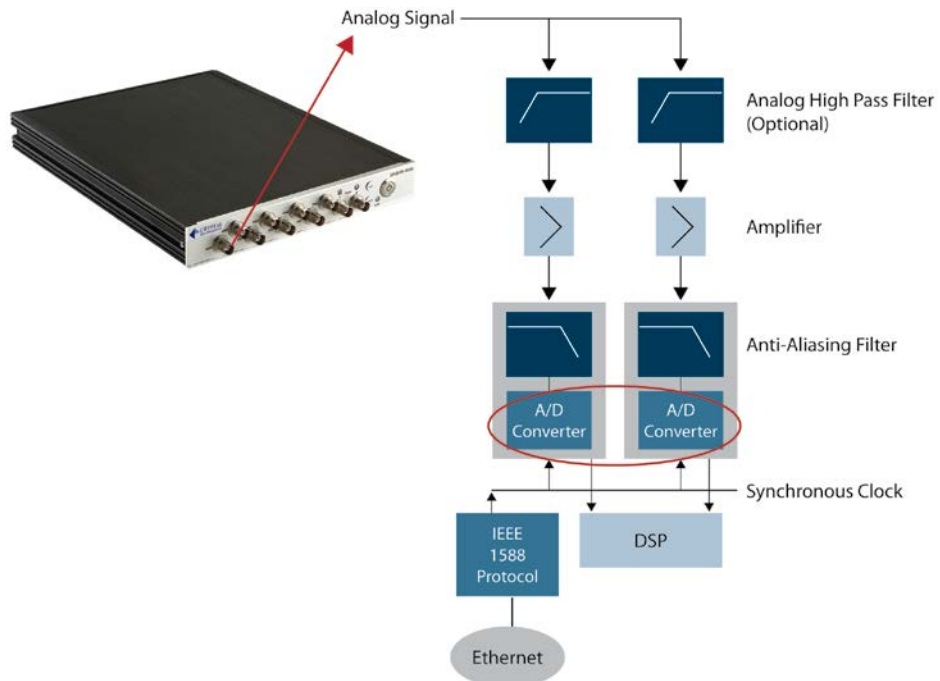 Analog Signal
Analog High Pass Filter
(Optional)
Amplifier
Anti-Aliasing Filter
A/D
Converter
A/D
Converter
Synchronous Clock
IEEE
1588
Protocol
DSP
Ethernet
CRYSTAL